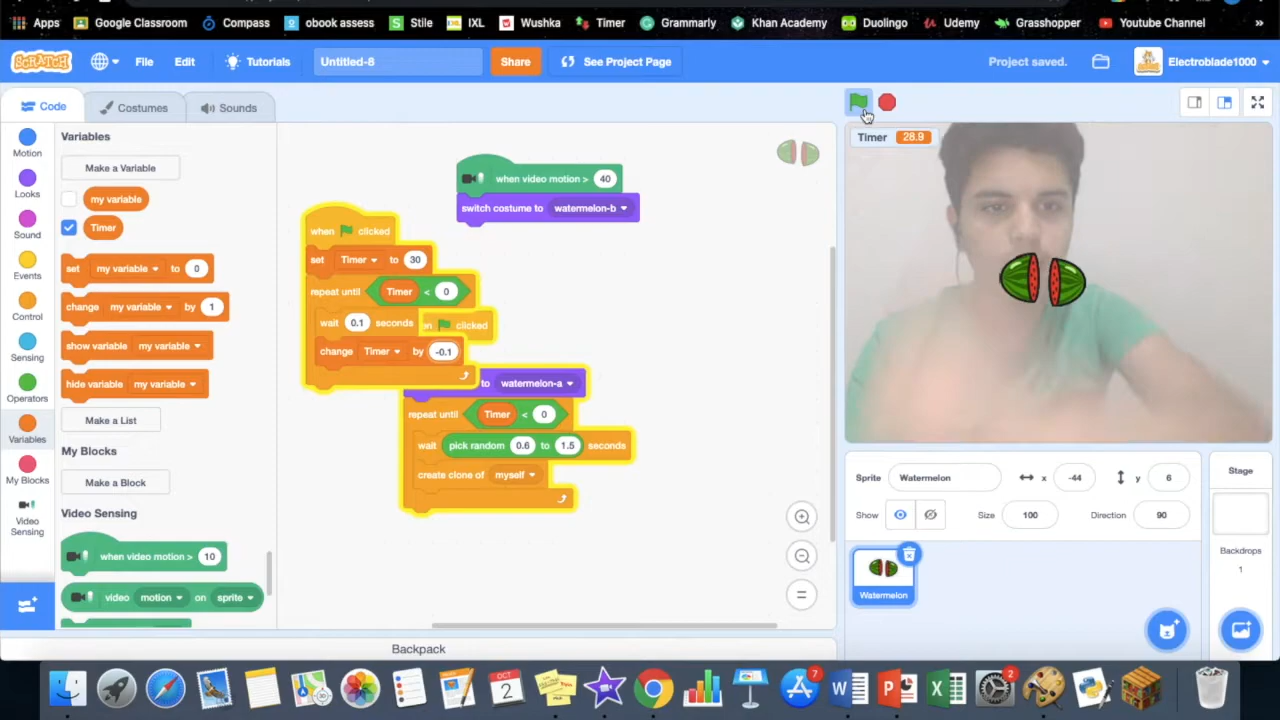 Apps
Google Classroom
Compass
obook assess
Stile
IXL
Wushka
Timer
Grammarly
Khan Academy
Duolingo
Udemy
Grasshopper
Youtube Channel
»
SCRATCH
File
Edit
Tutorials
Untitled-8
Share
See Project Page
Project saved.
Electroblade1000
Code
Costumes
Sounds
Motion
Looks
Sound
Events
Control
Sensing
Operators
Variables
My Blocks
Video
Sensing
Variables
Make a Variable
my variable
Timer
set my variable to 0
change my variable by 1
show variable my variable
hide variable my variable
Make a List
My Blocks
Make a Block
Video Sensing
when video motion > 10
video motion on sprite
when video motion > 40
switch costume to watermelon-b
when clicked
set Timer to 30
repeat until Timer < 0
wait 0.1 seconds
change Timer by -0.1
clicked
to watermelon-a
repeat until Timer < 0
wait pick random 0.6 to 1.5 seconds
create clone of myself
Backpack
Timer 28.9
Sprite Watermelon x -44 y 6
Show Size 100 Direction 90
Watermelon
Stage
Backdrops
1
OCT
2
7
2